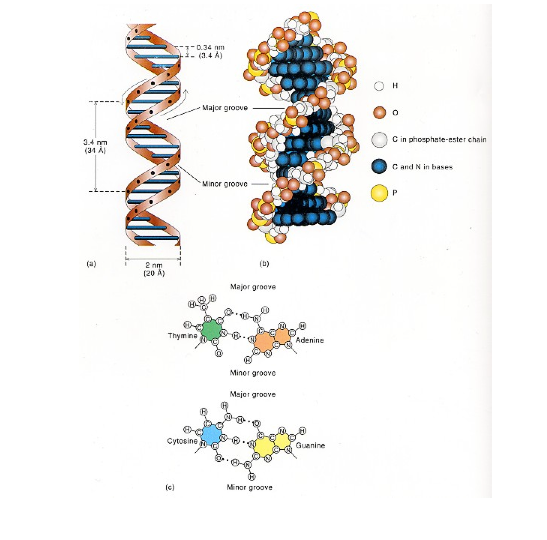 0.34 nm
(3.4 Å)
Major groove
3.4 nm
(34 Å)
Minor groove
2 nm
(20 Å)
(a)
(b)
H
O
C in phosphate-ester chain
C and N in bases
P
Major groove
Thymine
Adenine
Minor groove
Major groove
Cytosine
Guanine
Minor groove
(c)